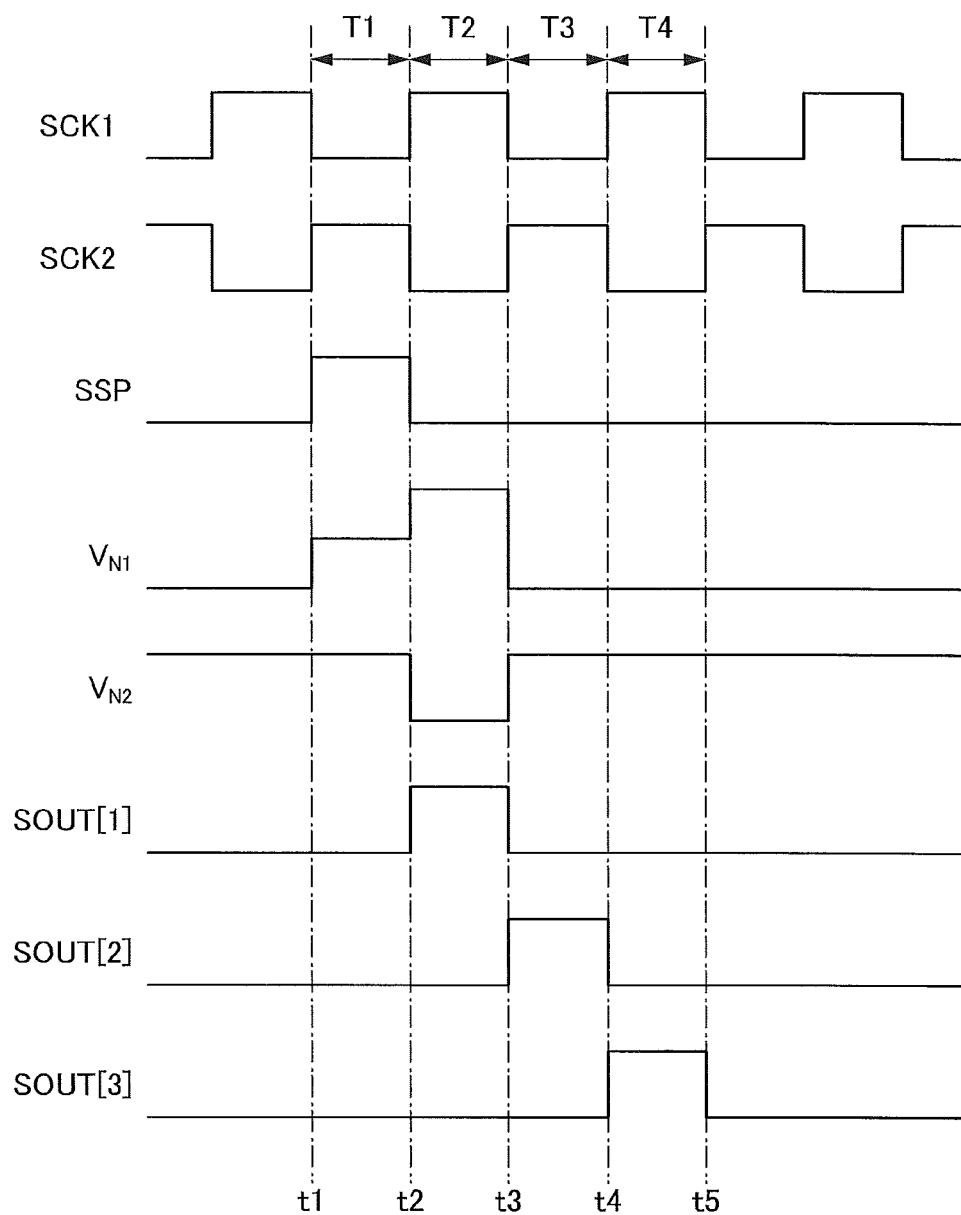 T1 T2 T3 T4
SCK1
SCK2
SSP
VN1
VN2
SOUT[1]
SOUT[2]
SOUT[3]
t1 t2 t3 t4 t5